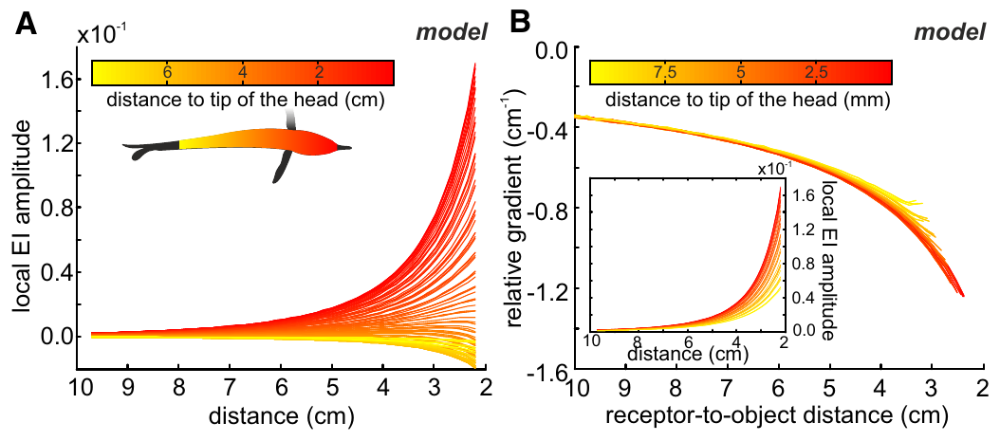 A
x10⁻¹
model
6 4 2
distance to tip of the head (cm)
1.6
1.2
0.8
0.4
0.0
local EI amplitude
10 9 8 7 6 5 4 3 2
distance (cm)
B
model
0.0
7.5 5 2.5
distance to tip of the head (mm)
-0.4
-0.8
-1.2
-1.6
relative gradient (cm⁻¹)
x10⁻¹
1.6
1.2
0.8
0.4
0.0
local EI amplitude
10 8 6 4 2
distance (cm)
10 9 8 7 6 5 4 3 2
receptor-to-object distance (cm)